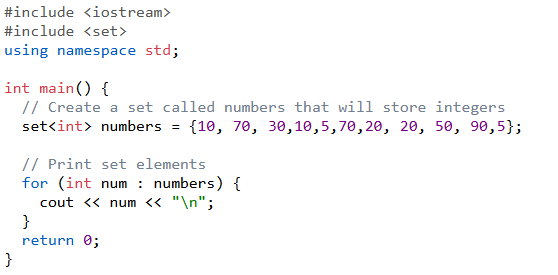 #include <iostream>
#include <set>
using namespace std;

int main() {
  // Create a set called numbers that will store integers
  set<int> numbers = {10, 70, 30,10,5,70,20, 20, 50, 90,5};

  // Print set elements
  for (int num : numbers) {
    cout << num << "\n";
  }
  return 0;
}